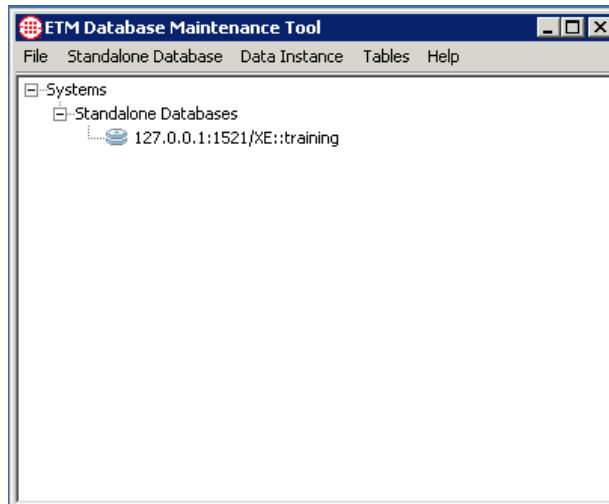 ETM Database Maintenance Tool
File Standalone Database Data Instance Tables Help
Systems
Standalone Databases
127.0.0.1:1521/XE::training